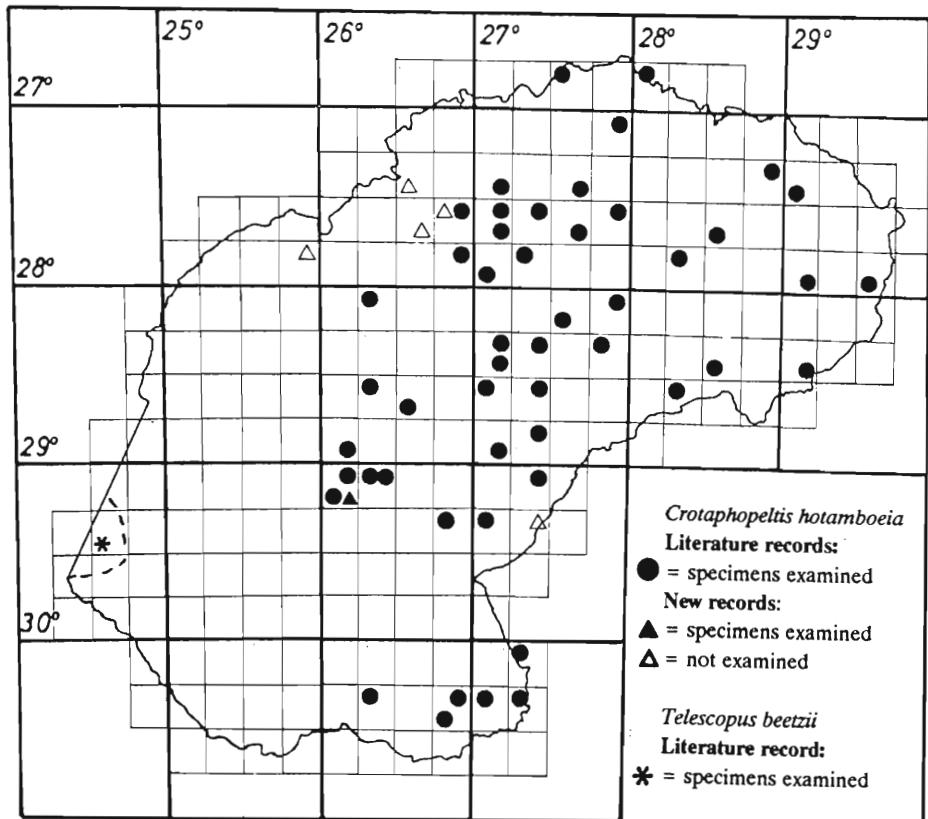 25° 26° 27° 28° 29°
27°
28°
29°
30°
Crotaphopeltis hotamboeia
Literature records:
● = specimens examined
New records:
▲ = specimens examined
△ = not examined
Telescopus beetzii
Literature record:
* = specimens examined